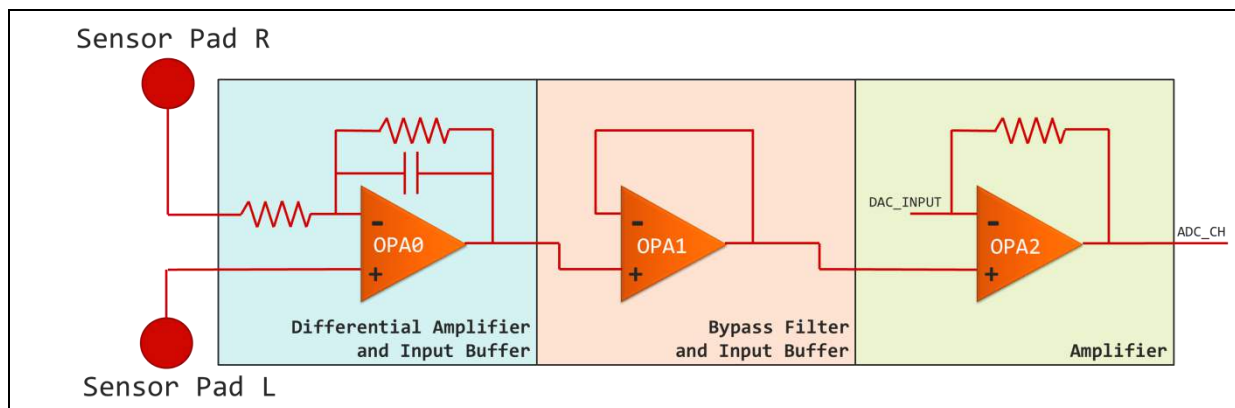 Sensor Pad R
-
OPA0
+
Differential Amplifier
and Input Buffer
Sensor Pad L
-
OPA1
+
Bypass Filter
and Input Buffer
DAC_INPUT
-
OPA2
+
ADC_CH
Amplifier